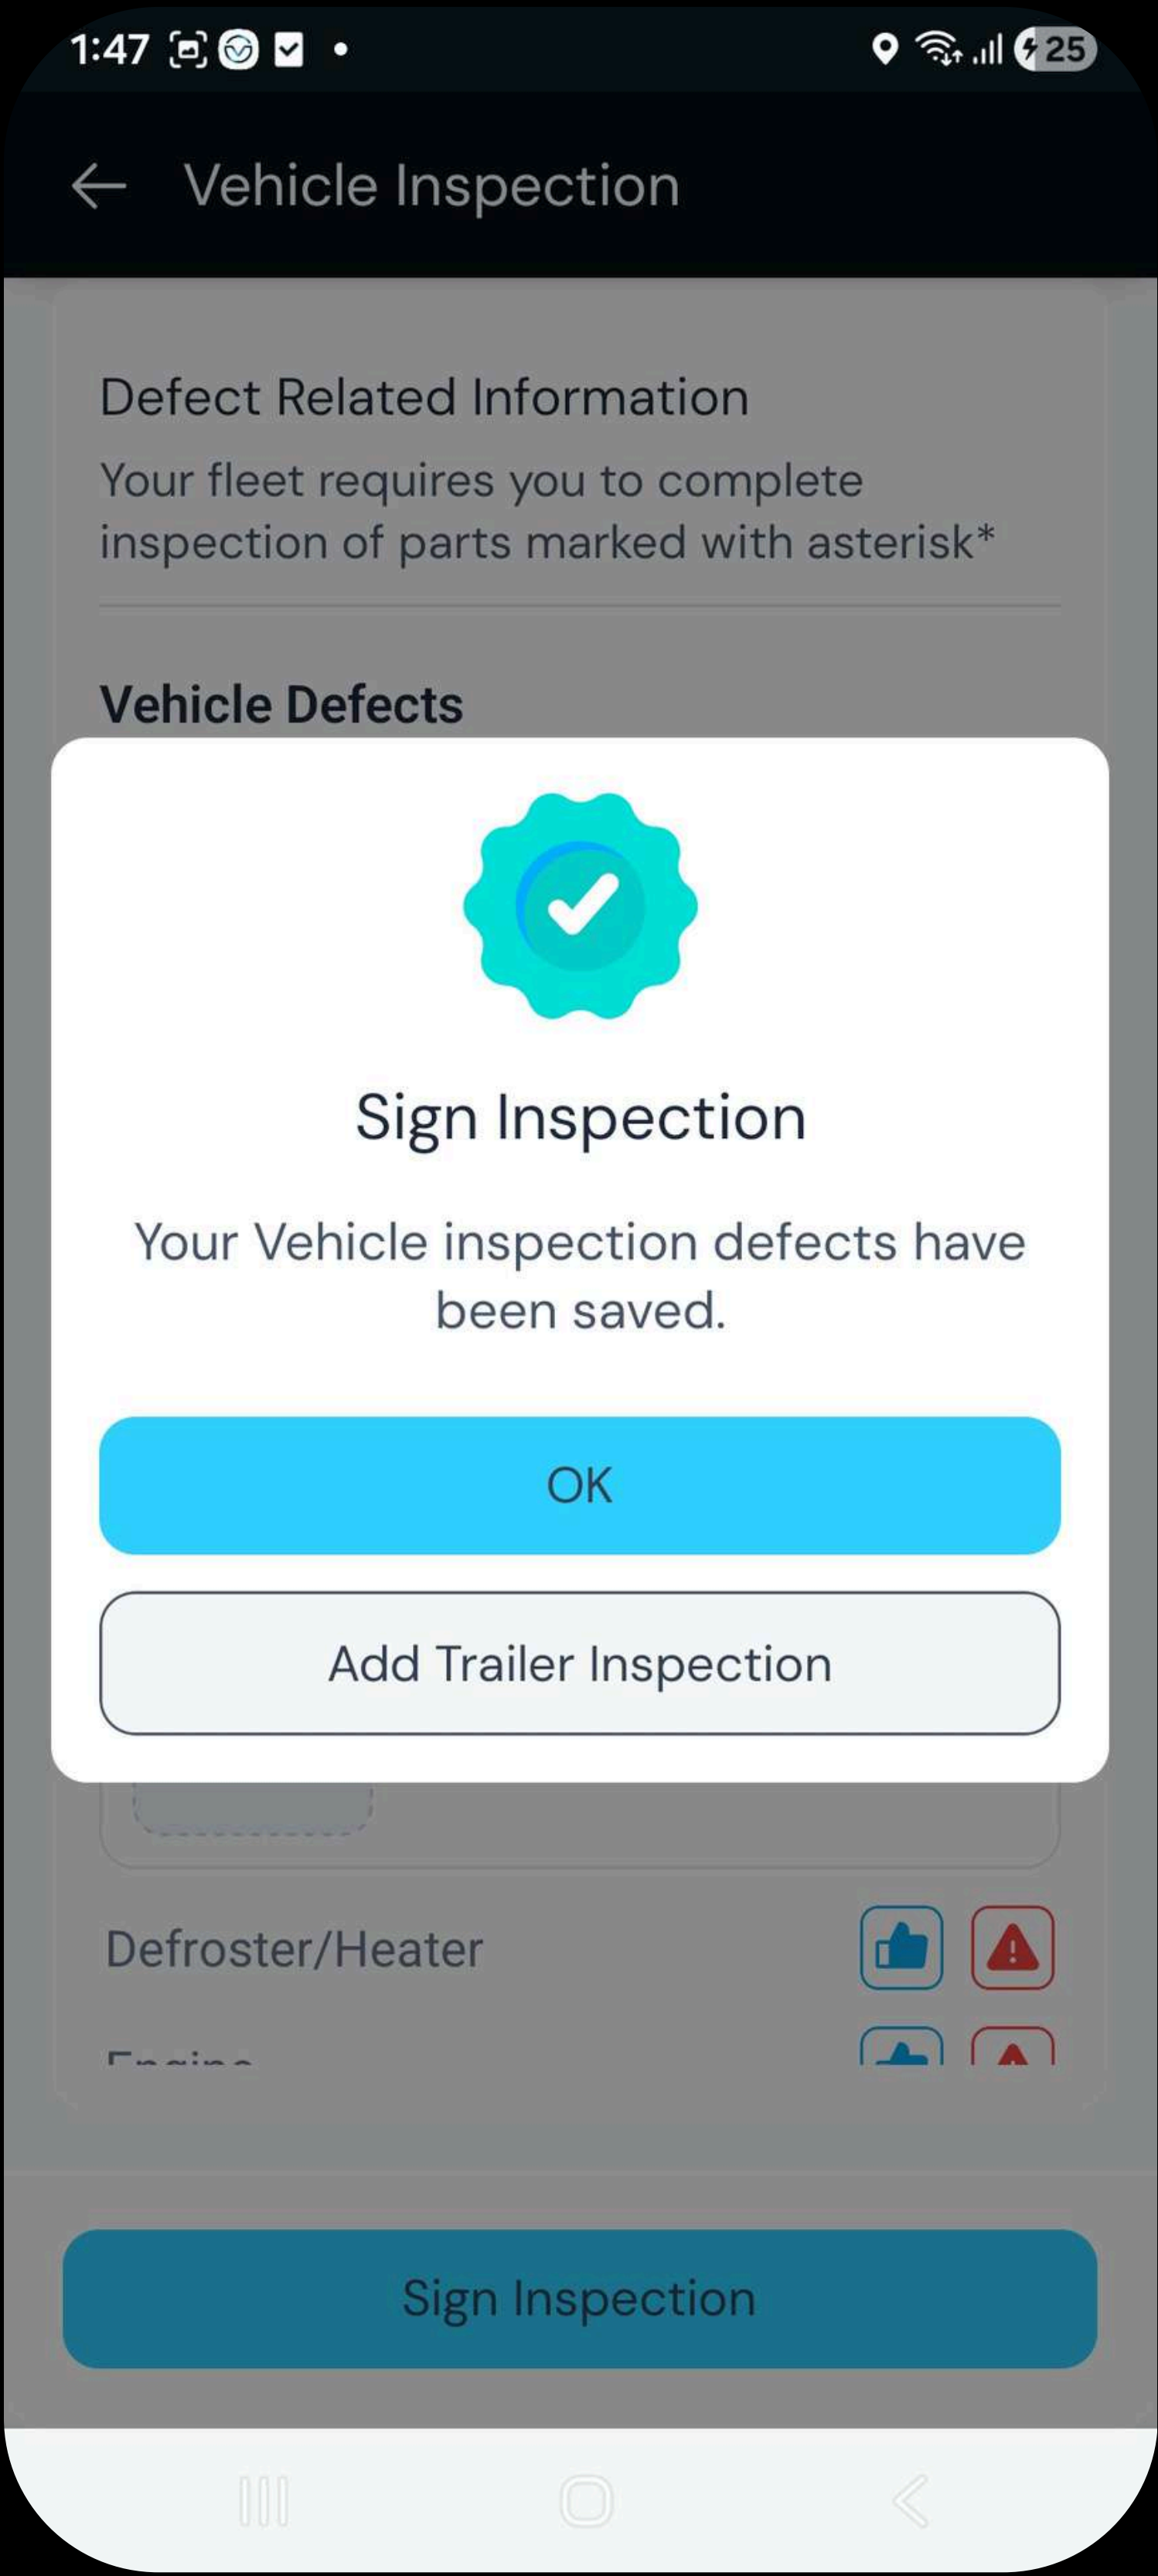 1:47
25
Vehicle Inspection
Defect Related Information
Your fleet requires you to complete
inspection of parts marked with asterisk*
Vehicle Defects
Sign Inspection
Your Vehicle inspection defects have
been saved.
OK
Add Trailer Inspection
Defroster/Heater
Engine
Sign Inspection